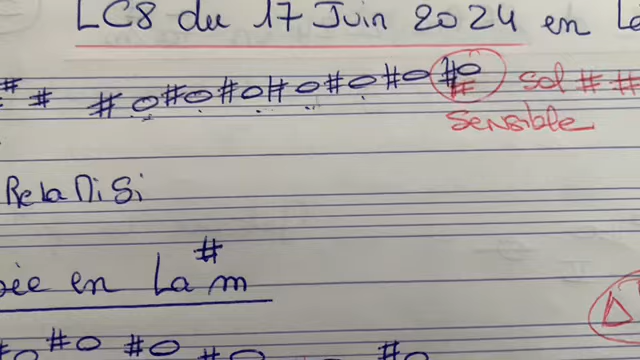 LC8 du 17 Juin 2024 en
Sol # #
Sensible
Re La Mi Si
en La # m